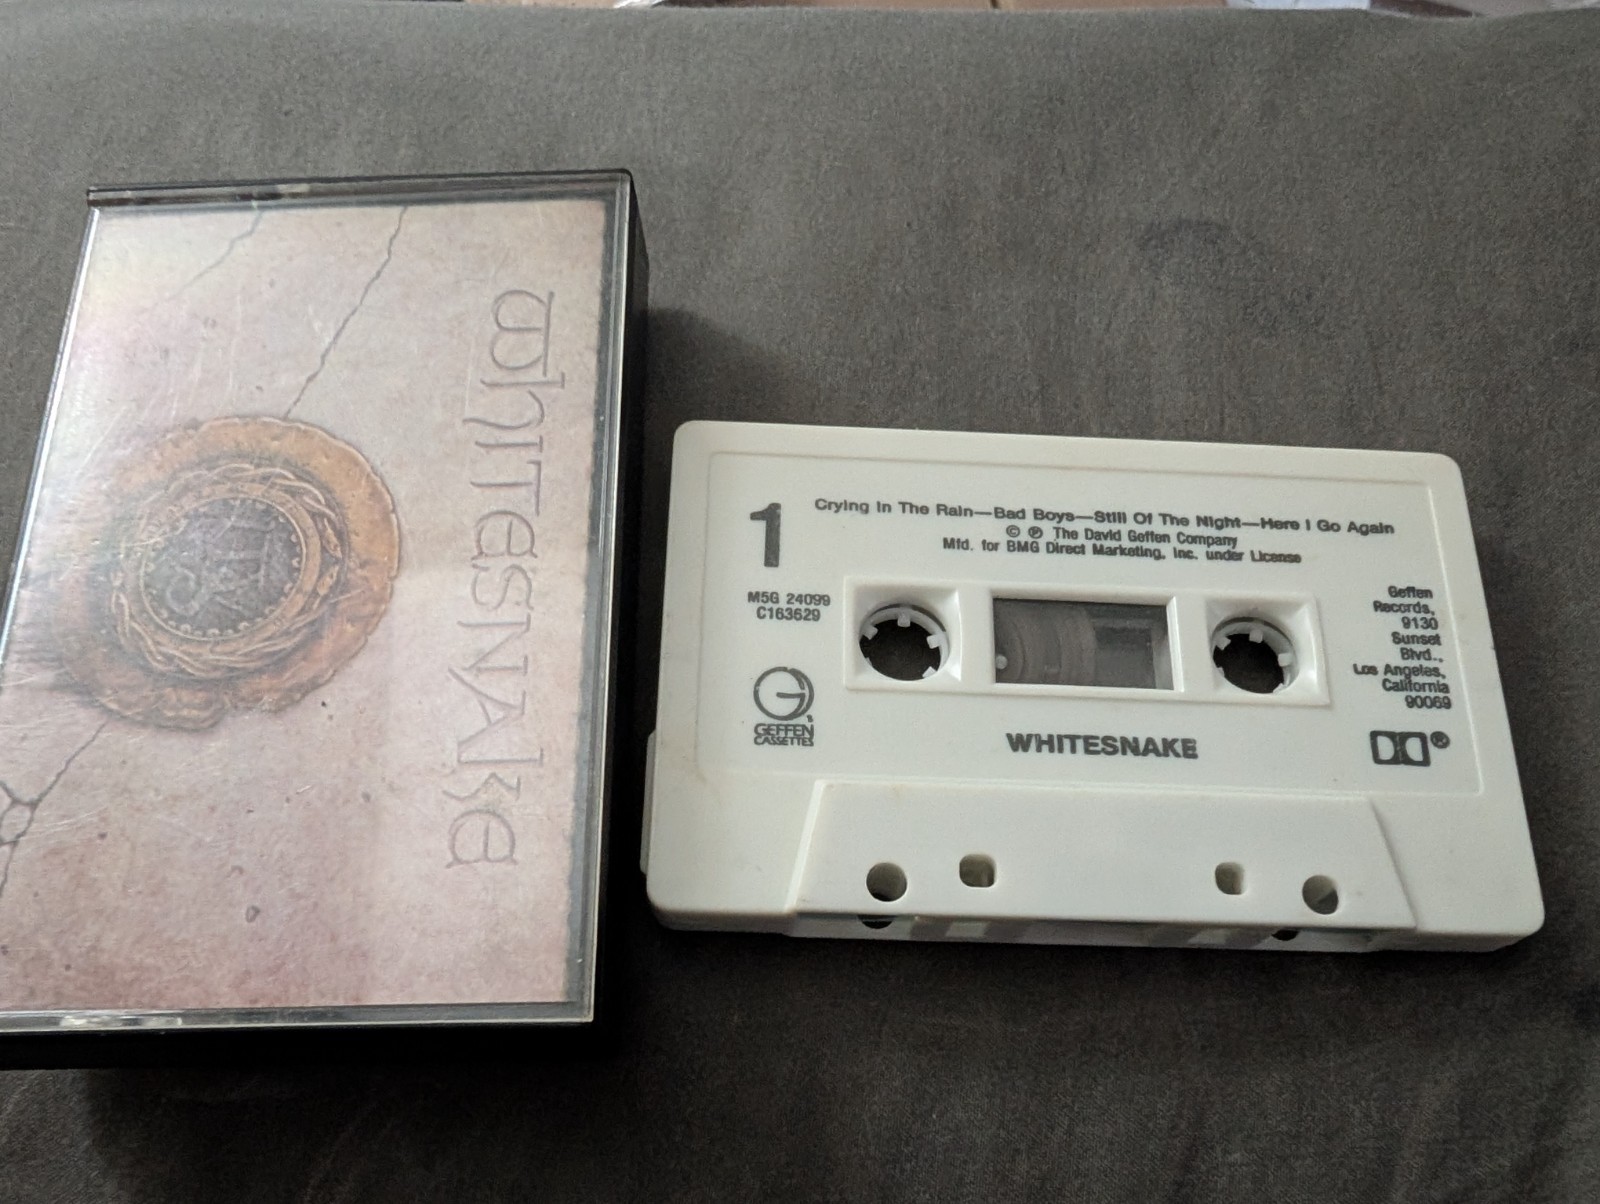 WHITESNAKE
1
Crying In The Rain—Bad Boys—Still Of The Night—Here I Go Again
© ℗ The David Geffen Company
Mfd. for BMG Direct Marketing, Inc. under License
M5G 24099
C163629
G
GEFFEN
CASSETTES
Geffen
Records,
9130
Sunset
Blvd.,
Los Angeles,
California
90069
WHITESNAKE
®